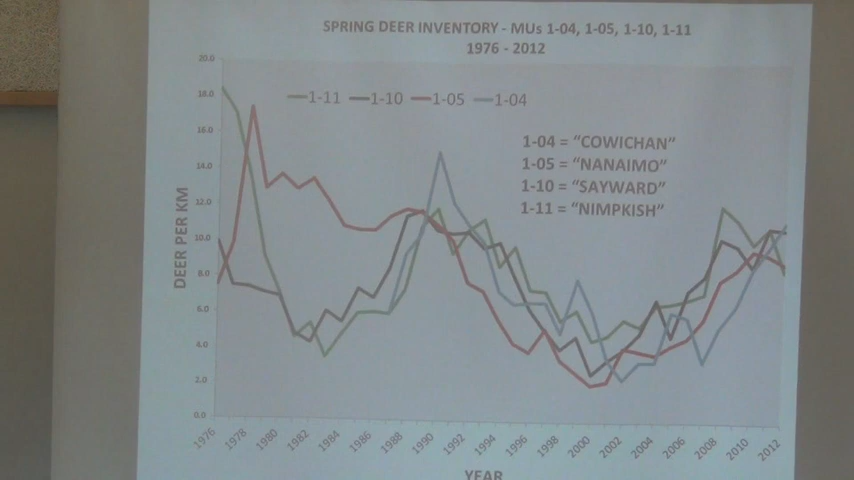 SPRING DEER INVENTORY - MUs 1-04, 1-05, 1-10, 1-11
1976 - 2012
20.0
18.0
16.0
14.0
12.0
10.0
8.0
6.0
4.0
2.0
0.0
DEER PER KM
1-11 1-10 1-05 1-04
1-04 = "COWICHAN"
1-05 = "NANAIMO"
1-10 = "SAYWARD"
1-11 = "NIMPKISH"
1976 1978 1980 1982 1984 1986 1988 1990 1992 1994 1996 1998 2000 2002 2004 2006 2008 2010 2012
YEAR